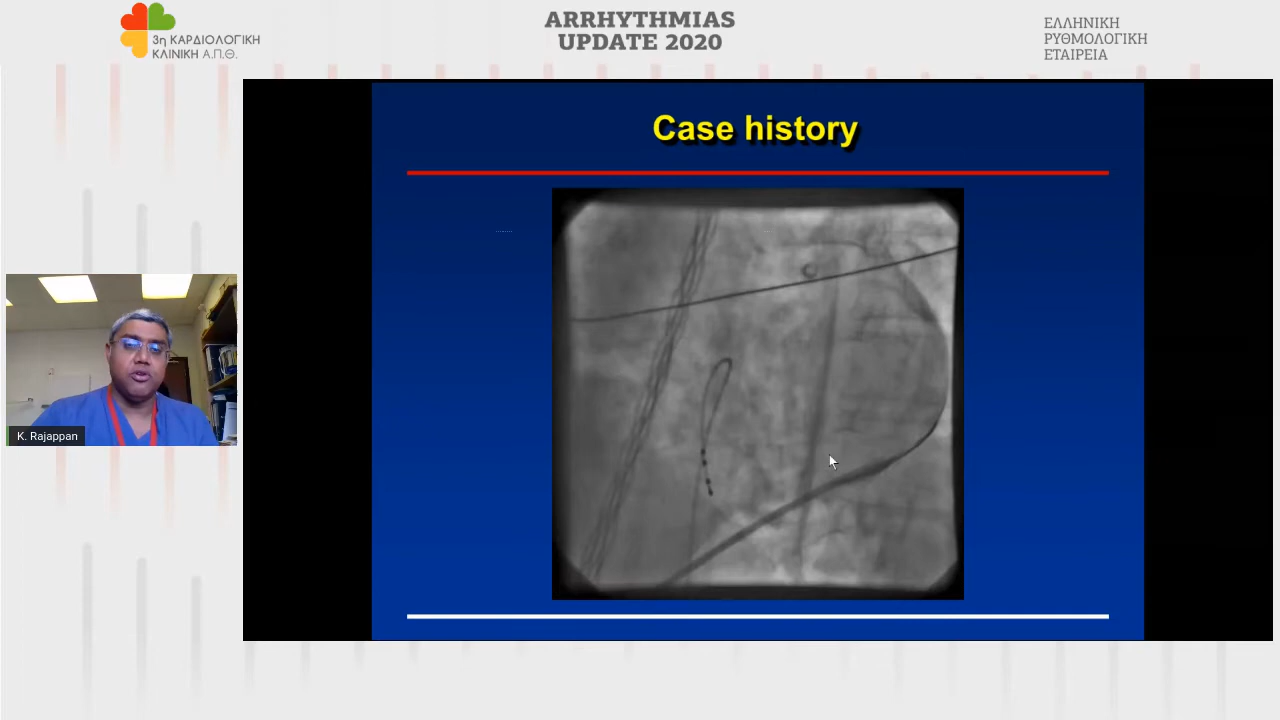 3η ΚΑΡΔΙΟΛΟΓΙΚΗ
ΚΛΙΝΙΚΗ Α.Π.Θ.
ARRHYTHMIAS
UPDATE 2020
ΕΛΛΗΝΙΚΗ
ΡΥΘΜΟΛΟΓΙΚΗ
ΕΤΑΙΡΕΙΑ
Case history
K. Rajappan